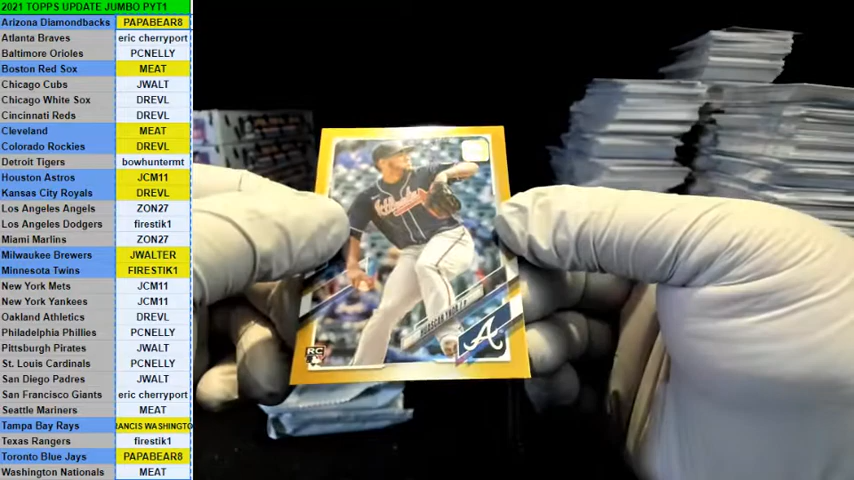 2021 TOPPS UPDATE JUMBO PYT1
Arizona Diamondbacks PAPABEAR8
Atlanta Braves eric cherryport
Baltimore Orioles PCNELLY
Boston Red Sox MEAT
Chicago Cubs JWALT
Chicago White Sox DREVL
Cincinnati Reds DREVL
Cleveland MEAT
Colorado Rockies DREVL
Detroit Tigers bowhuntermt
Houston Astros JCM11
Kansas City Royals DREVL
Los Angeles Angels ZON27
Los Angeles Dodgers firestik1
Miami Marlins ZON27
Milwaukee Brewers JWALTER
Minnesota Twins FIRESTIK1
New York Mets JCM11
New York Yankees JCM11
Oakland Athletics DREVL
Philadelphia Phillies PCNELLY
Pittsburgh Pirates JWALT
St. Louis Cardinals PCNELLY
San Diego Padres JWALT
San Francisco Giants eric cherryport
Seattle Mariners MEAT
Tampa Bay Rays RANCIS WASHINGTO
Texas Rangers firestik1
Toronto Blue Jays PAPABEAR8
Washington Nationals MEAT
Braves
HUASCAR YNOA
A
RC